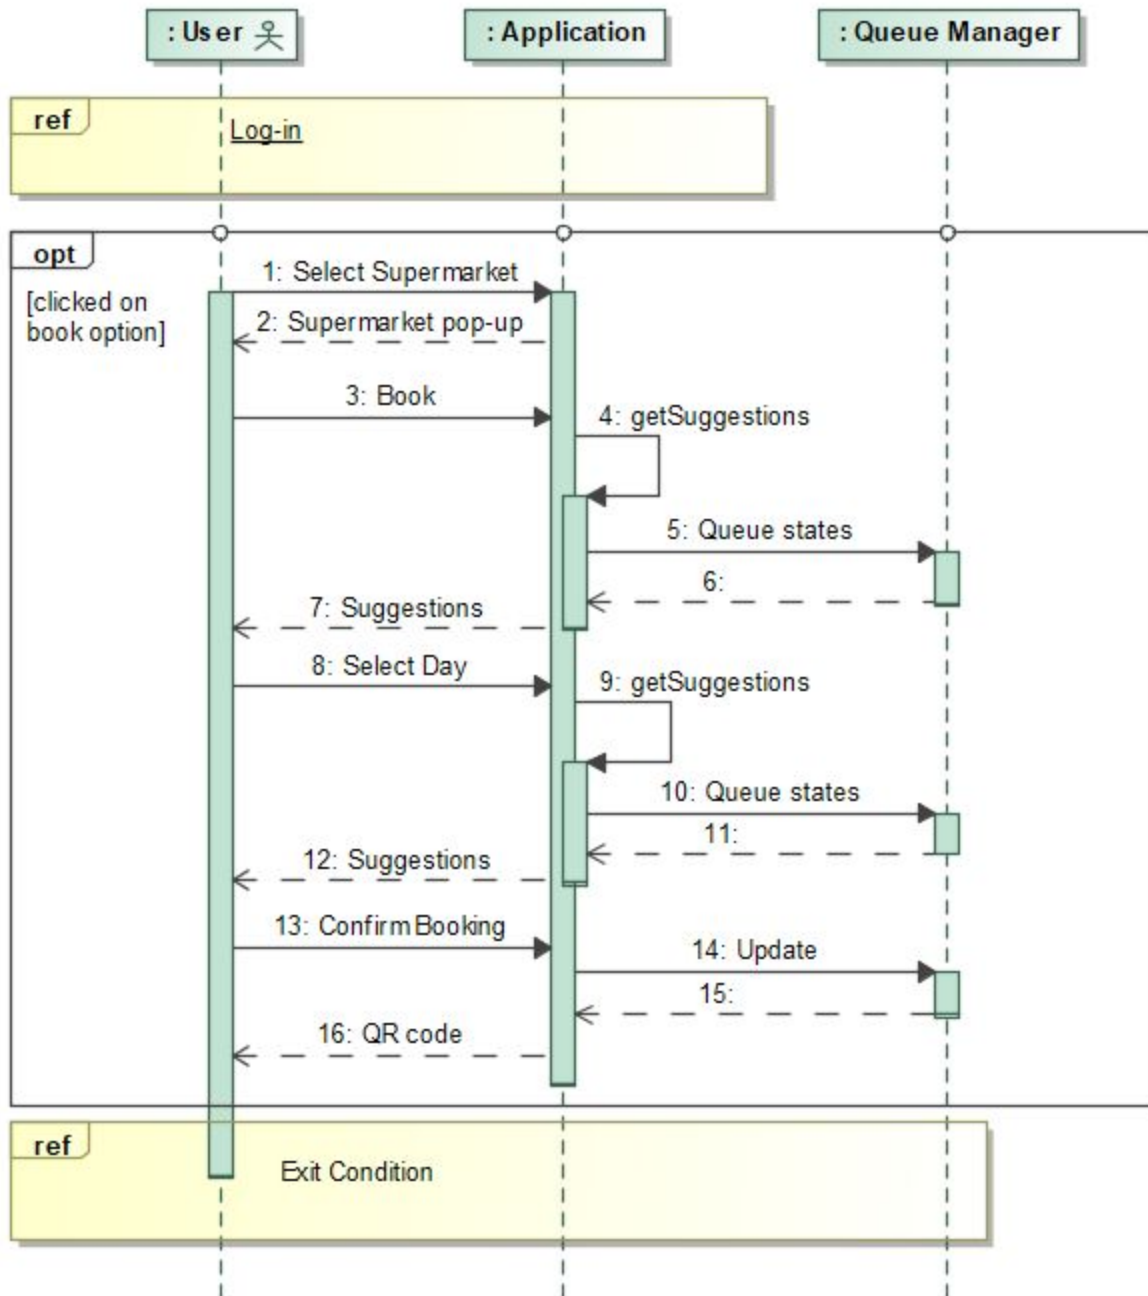 : User
: Application
: Queue Manager
ref
Log-in
opt
[clicked on
book option]
1: Select Supermarket
2: Supermarket pop-up
3: Book
4: getSuggestions
5: Queue states
6:
7: Suggestions
8: Select Day
9: getSuggestions
10: Queue states
11:
12: Suggestions
13: Confirm Booking
14: Update
15:
16: QR code
ref
Exit Condition